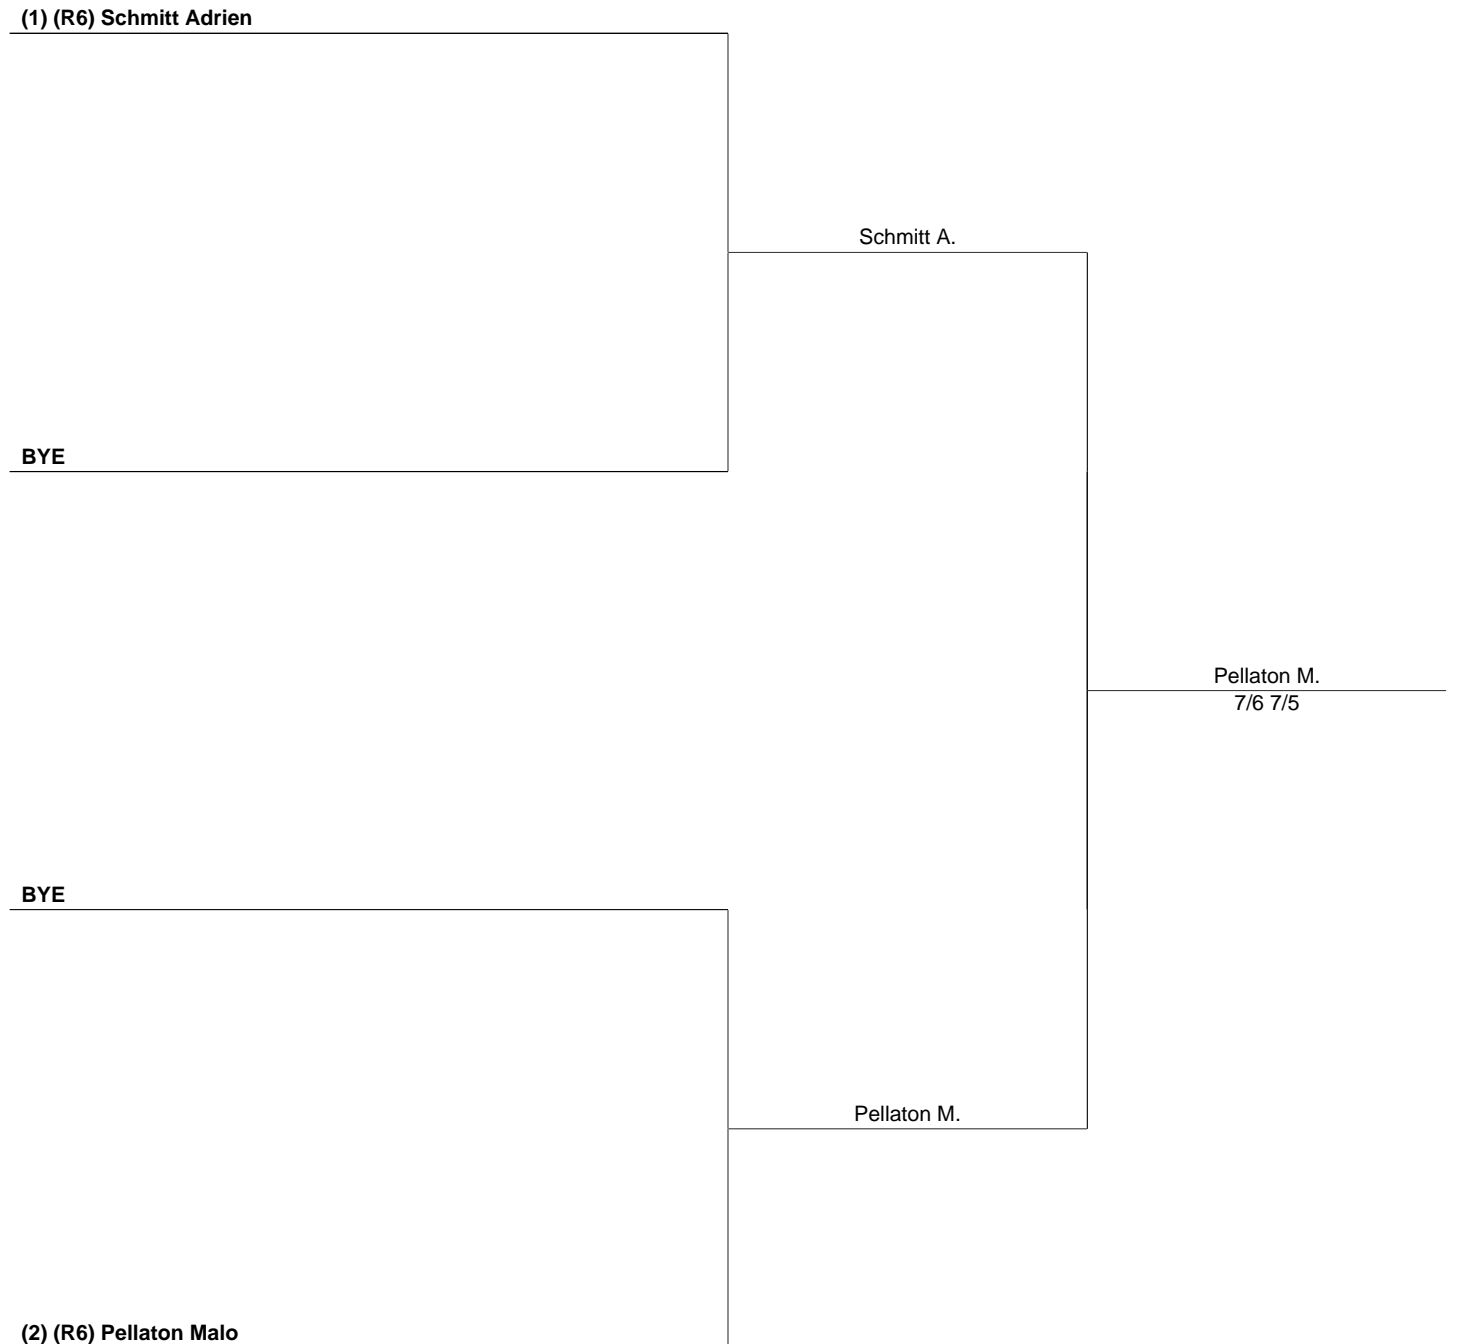 (1) (R6) Schmitt Adrien
Schmitt A.
BYE
Pellaton M.
7/6 7/5
BYE
Pellaton M.
(2) (R6) Pellaton Malo